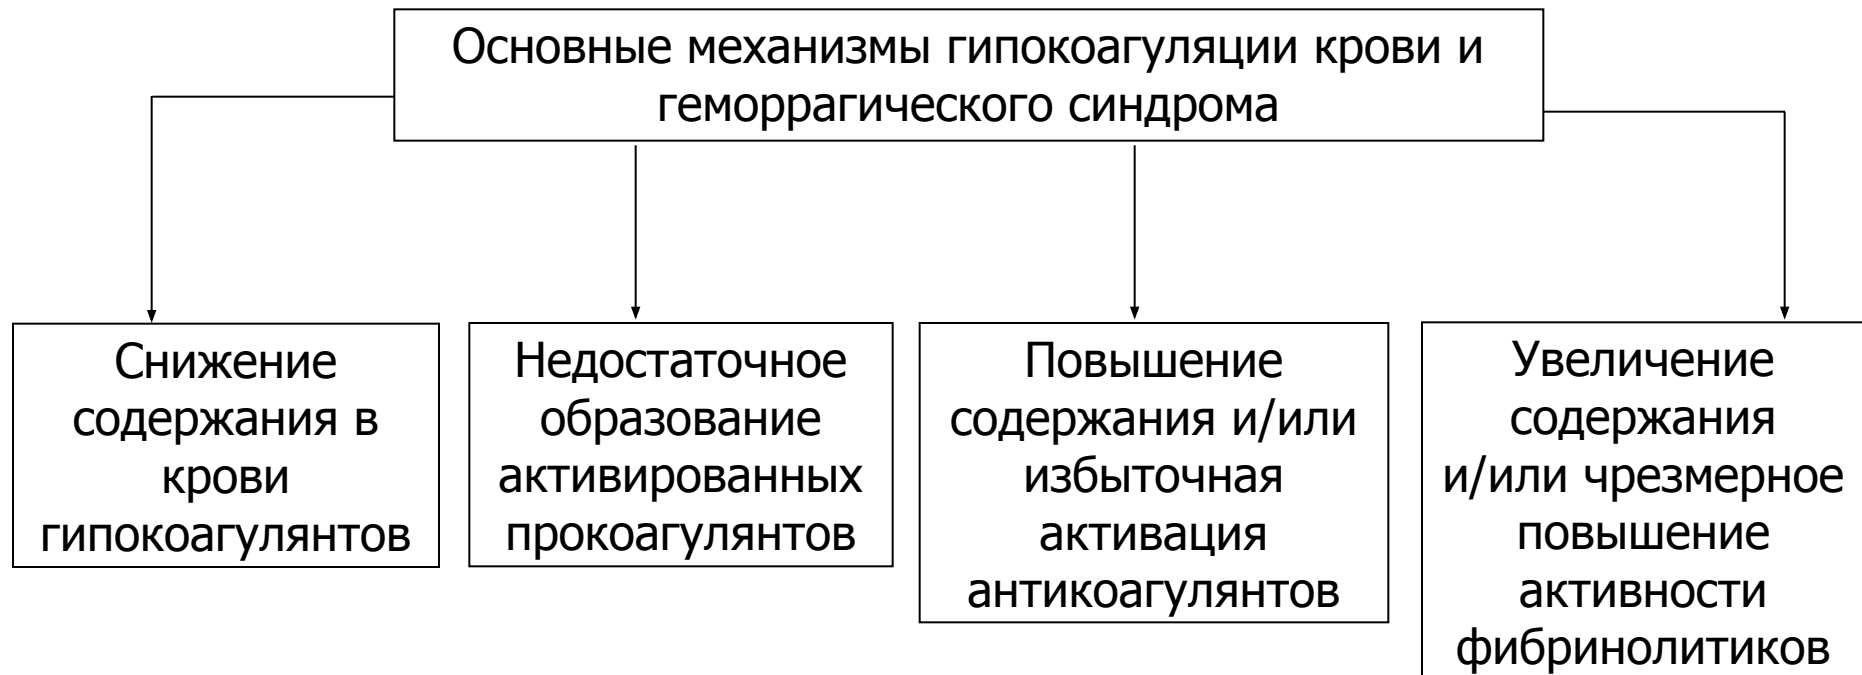 Основные механизмы гипокоагуляции крови и
геморрагического синдрома
Снижение
содержания в
крови
гипокоагулянтов
Недостаточное
образование
активированных
прокоагулянтов
Повышение
содержания и/или
избыточная
активация
антикоагулянтов
Увеличение
содержания
и/или чрезмерное
повышение
активности
фибринолитиков